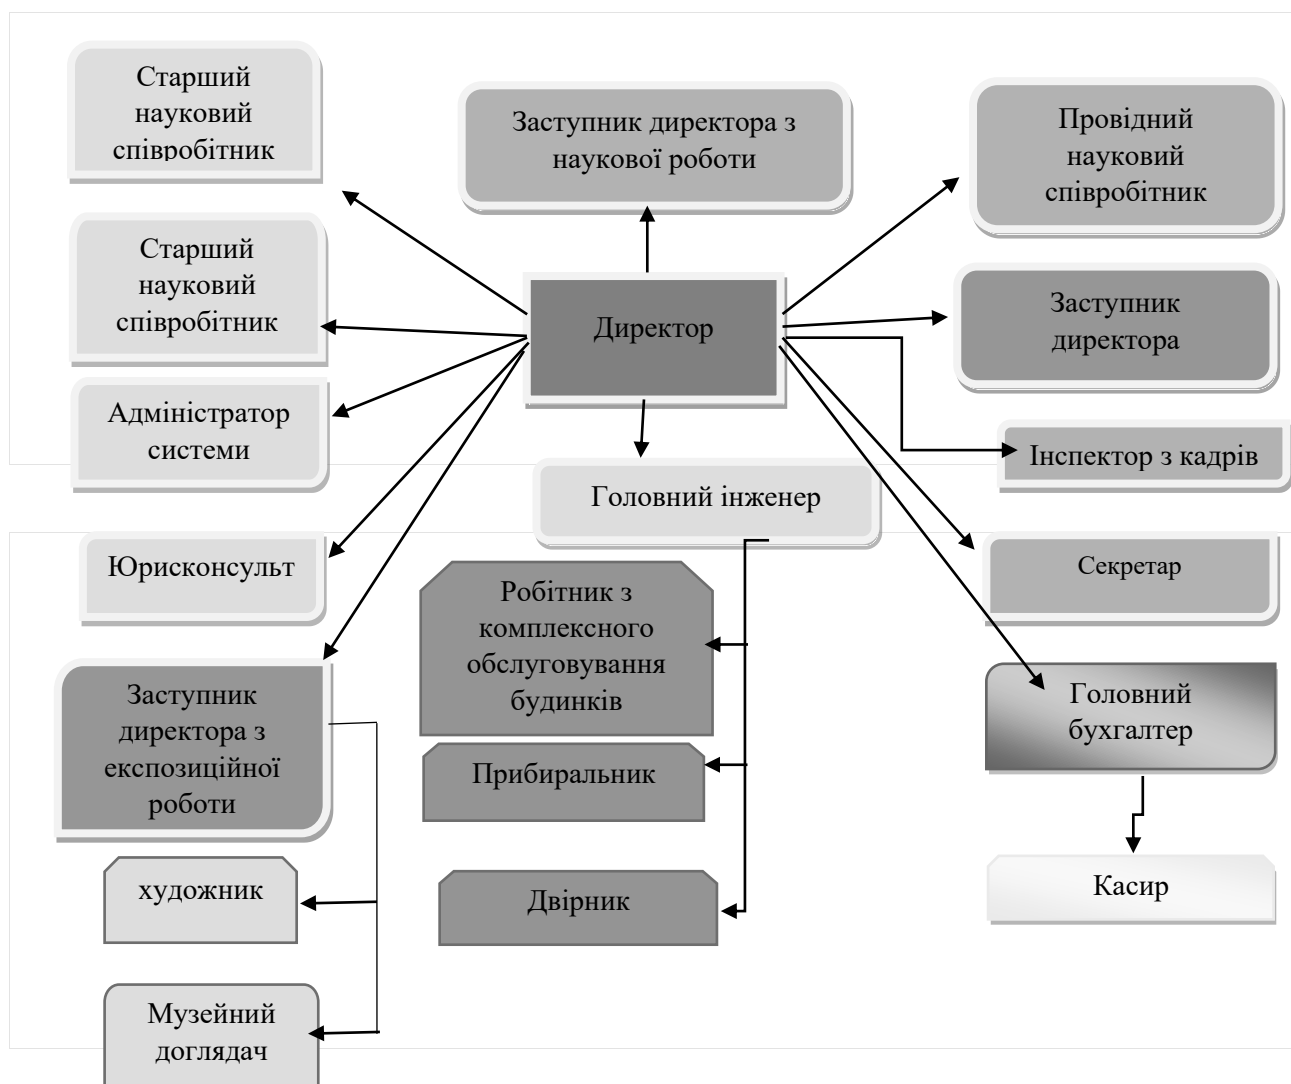 Старший
науковий
співробітник
Заступник директора з
наукової роботи
Провідний
науковий
співробітник
Старший
науковий
співробітник
Директор
Заступник
директора
Адміністратор
системи
Головний інженер
Інспектор з кадрів
Юрисконсульт
Робітник з
комплексного
обслуговування
будинків
Секретар
Заступник
директора з
експозиційної
роботи
Прибиральник
Головний
бухгалтер
художник
Двірник
Касир
Музейний
доглядач